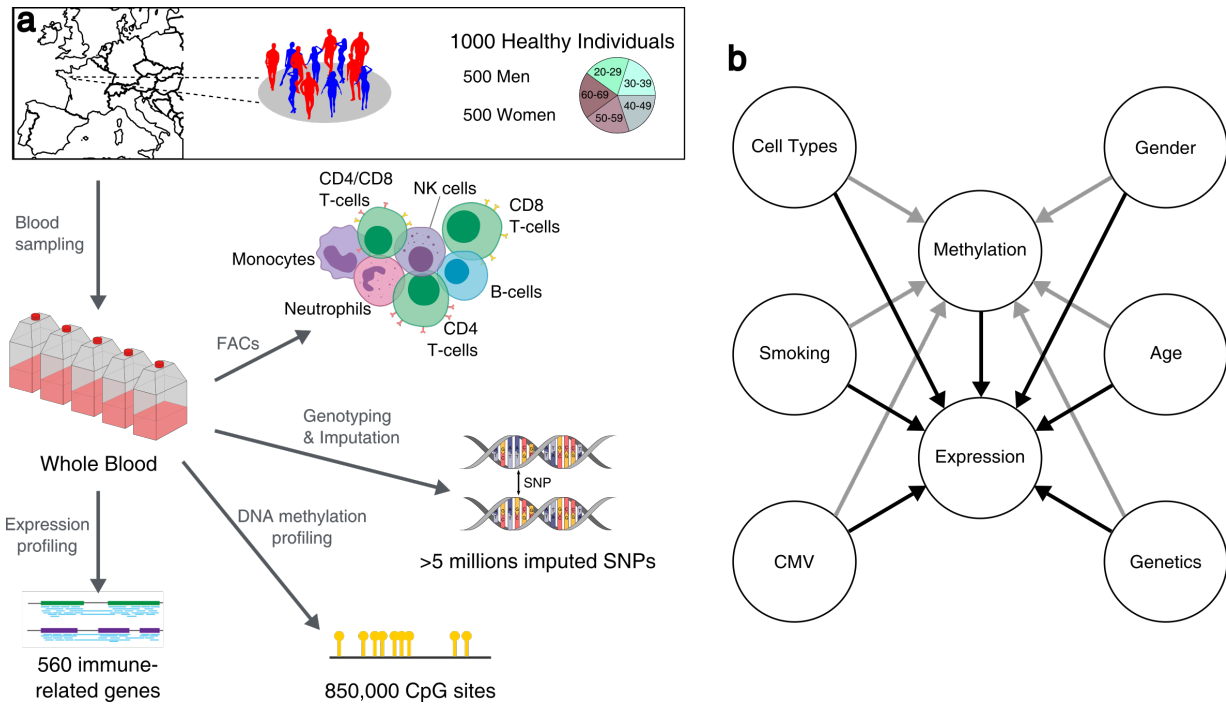 a
1000 Healthy Individuals
500 Men
500 Women
20-29
30-39
60-69
40-49
50-59
Blood
sampling
CD4/CD8
T-cells
NK cells
CD8
T-cells
Monocytes
B-cells
Neutrophils
CD4
T-cells
FACs
Whole Blood
Genotyping
& Imputation
SNP
>5 millions imputed SNPs
Expression
profiling
DNA methylation
profiling
560 immune-
related genes
850,000 CpG sites
b
Cell Types
Gender
Methylation
Smoking
Age
Expression
CMV
Genetics